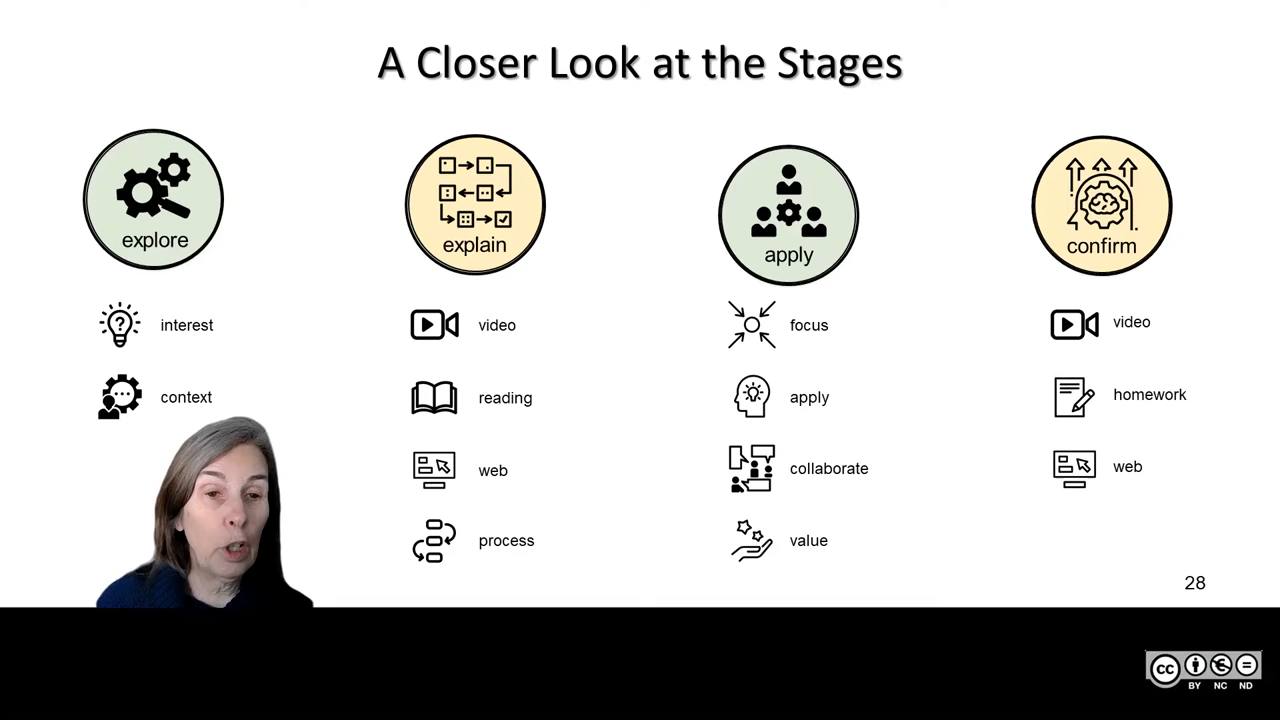 A Closer Look at the Stages
explore
interest
context
explain
video
reading
web
process
apply
focus
apply
collaborate
value
confirm
video
homework
web
28
CC
BY NC ND